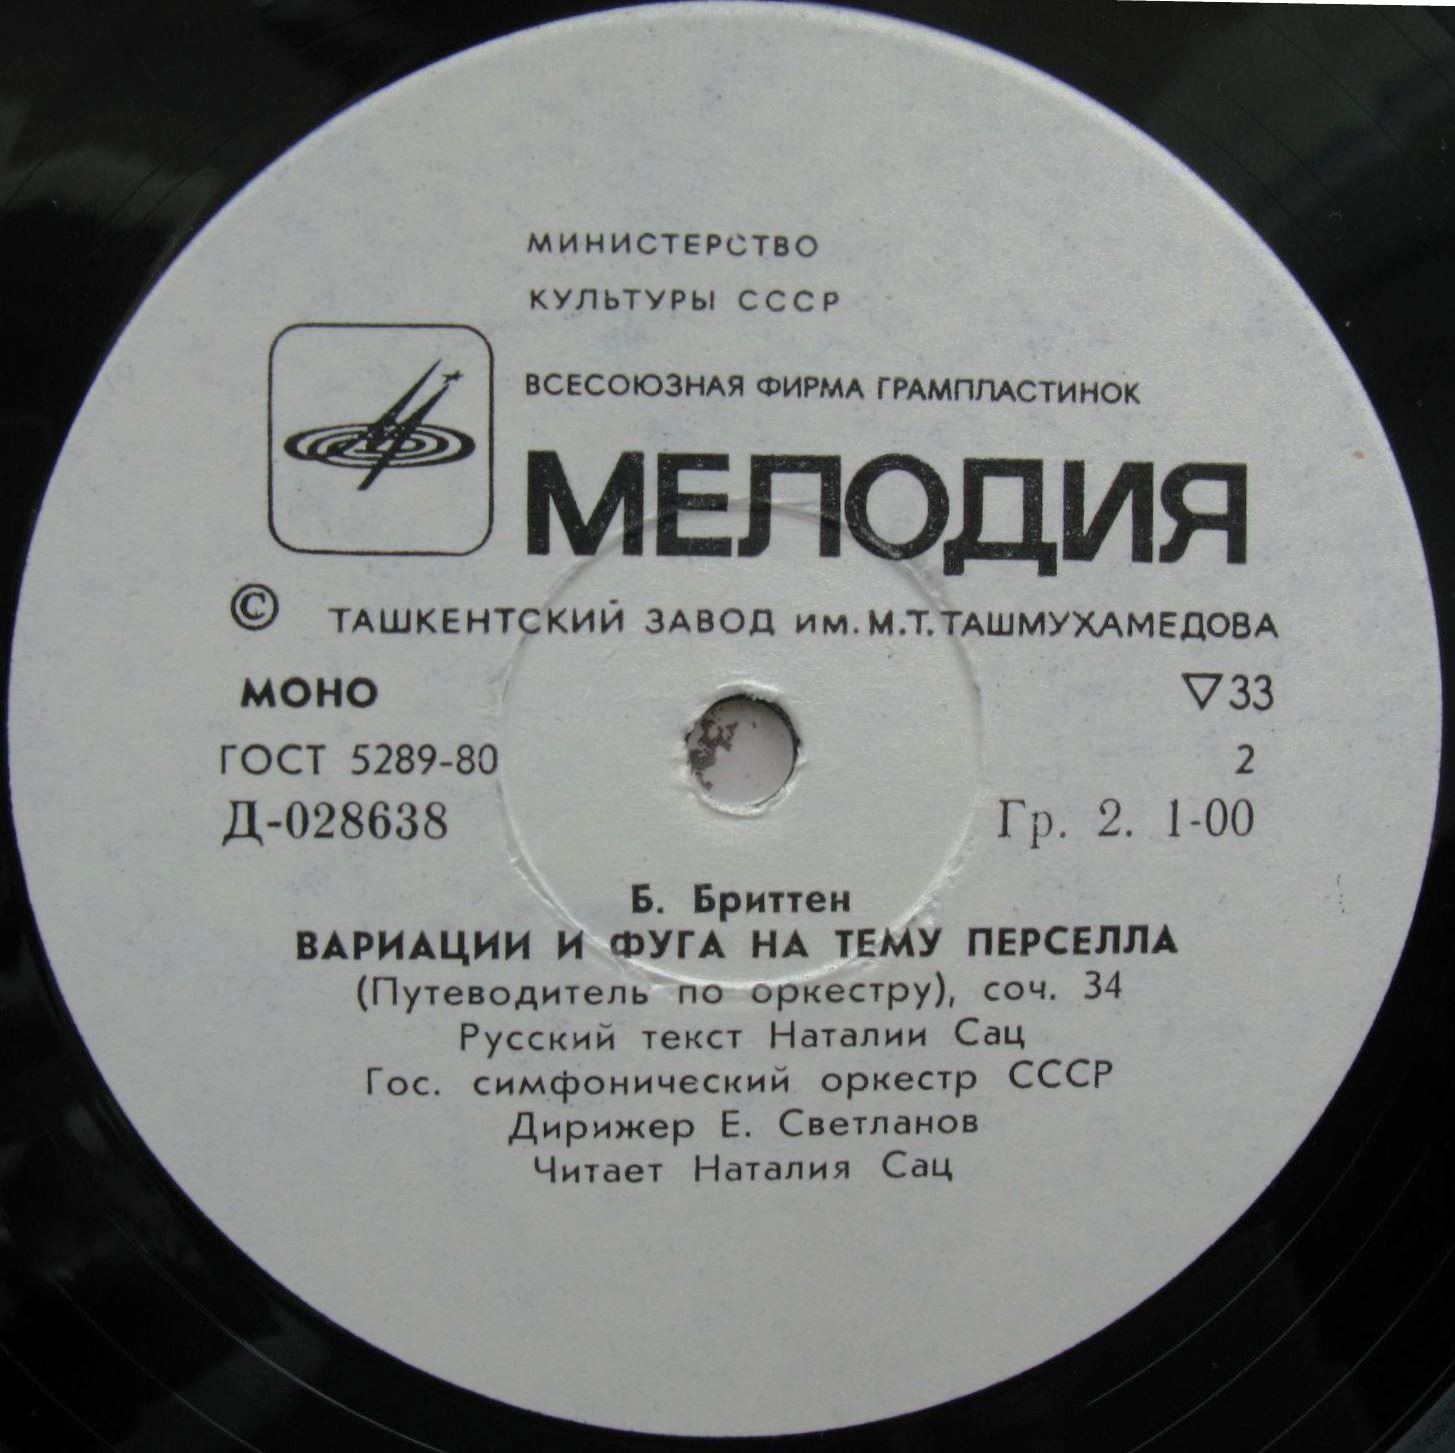 МИНИСТЕРСТВО
КУЛЬТУРЫ СССР
ВСЕСОЮЗНАЯ ФИРМА ГРАМПЛАСТИНОК
МЕЛОДИЯ
© ТАШКЕНТСКИЙ ЗАВОД им. М.Т. ТАШМУХАМЕДОВА
МОНО ▽33
ГОСТ 5289-80 2
Д-028638 Гр. 2. 1-00
Б. Бриттен
ВАРИАЦИИ И ФУГА НА ТЕМУ ПЕРСЕЛЛА
(Путеводитель по оркестру), соч. 34
Русский текст Наталии Сац
Гос. симфонический оркестр СССР
Дирижер Е. Светланов
Читает Наталия Сац